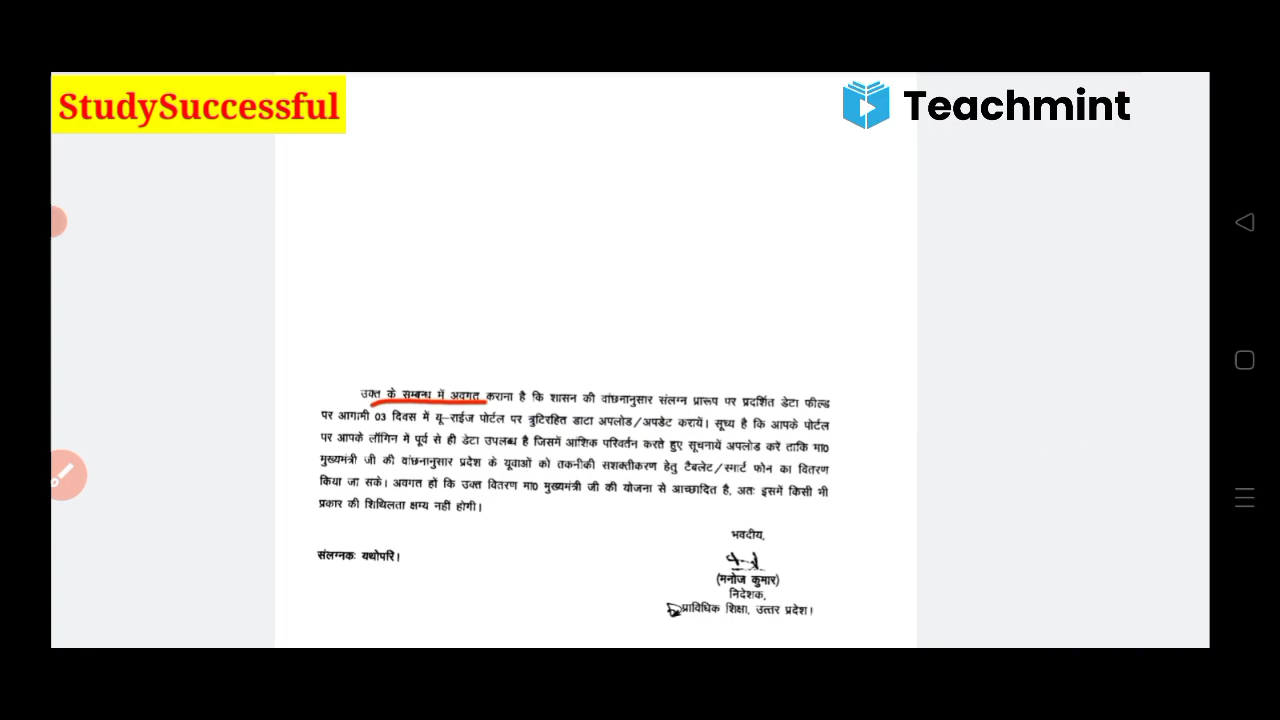 StudySuccessful
Teachmint
उक्त के सम्बन्ध में अवगत कराना है कि शासन की वांछनानुसार संलग्न प्रारूप पर प्रदर्शित डेटा फील्ड
पर आगामी 03 दिवस में यू-राईज पोर्टल पर त्रुटिरहित डाटा अपलोड/अपडेट करायें। सूच्य है कि आपके पोर्टल
पर आपके लॉगिन में पूर्व से ही डेटा उपलब्ध है जिसमें आंशिक परिवर्तन करते हुए सूचनायें अपलोड करें ताकि मा0
मुख्यमंत्री जी की वांछनानुसार प्रदेश के यूवाओं को तकनीकी सशक्तीकरण हेतु टैबलेट/स्मार्ट फोन का वितरण
किया जा सके। अवगत हों कि उक्त वितरण मा0 मुख्यमंत्री जी की योजना से आच्छादित है, अतः इसमें किसी भी
प्रकार की शिथिलता क्षम्य नहीं होगी।
भवदीय,
संलग्नकः यथोपरि।
(मनोज कुमार)
निदेशक,
प्राविधिक शिक्षा, उत्तर प्रदेश।